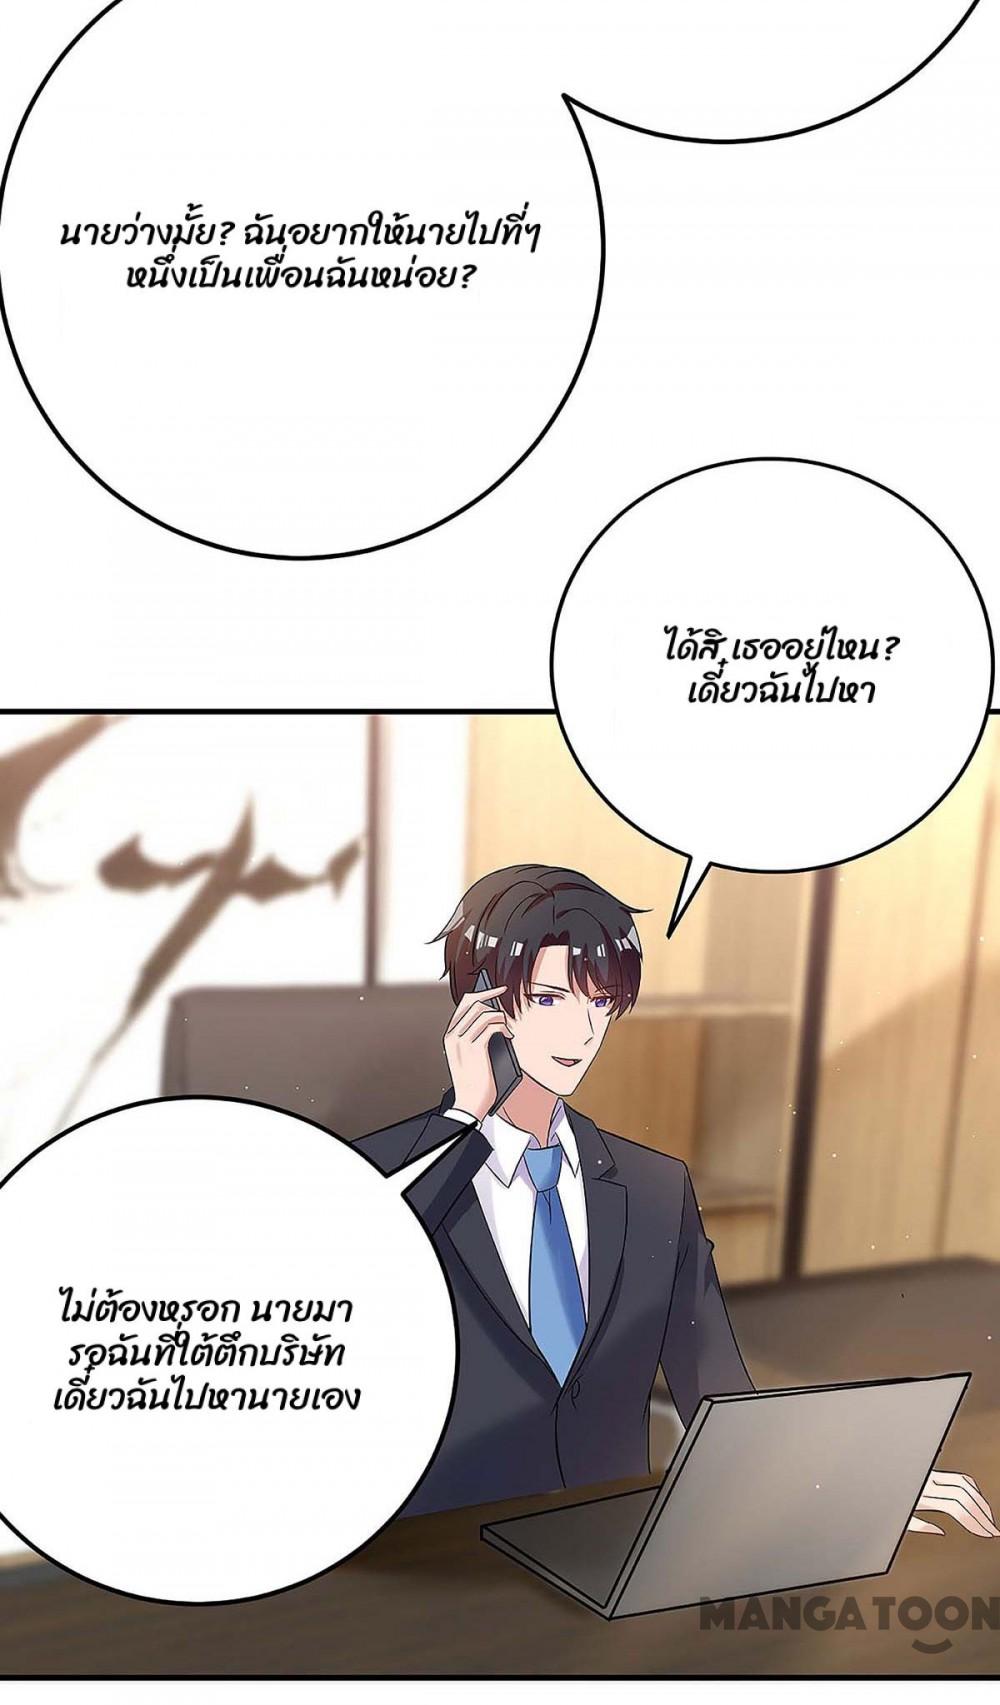 นายว่างมั้ย? ฉันอยากให้นายไปที่ๆ
หนึ่งเป็นเพื่อนฉันหน่อย?
ได้สิ เธออยู่ไหน?
เดี๋ยวฉันไปหา
ไม่ต้องหรอก นายมา
รอฉันที่ใต้ตึกบริษัท
เดี๋ยวฉันไปหานายเอง
MANGATOON